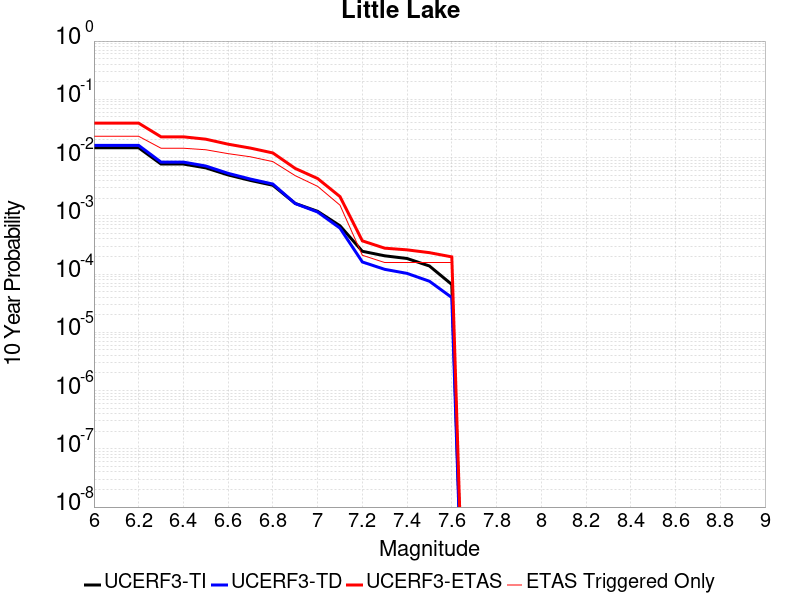 Little Lake
10 Year Probability
10^0
10^-1
10^-2
10^-3
10^-4
10^-5
10^-6
10^-7
10^-8
6 6.2 6.4 6.6 6.8 7 7.2 7.4 7.6 7.8 8 8.2 8.4 8.6 8.8 9
Magnitude
UCERF3-TI UCERF3-TD UCERF3-ETAS ETAS Triggered Only